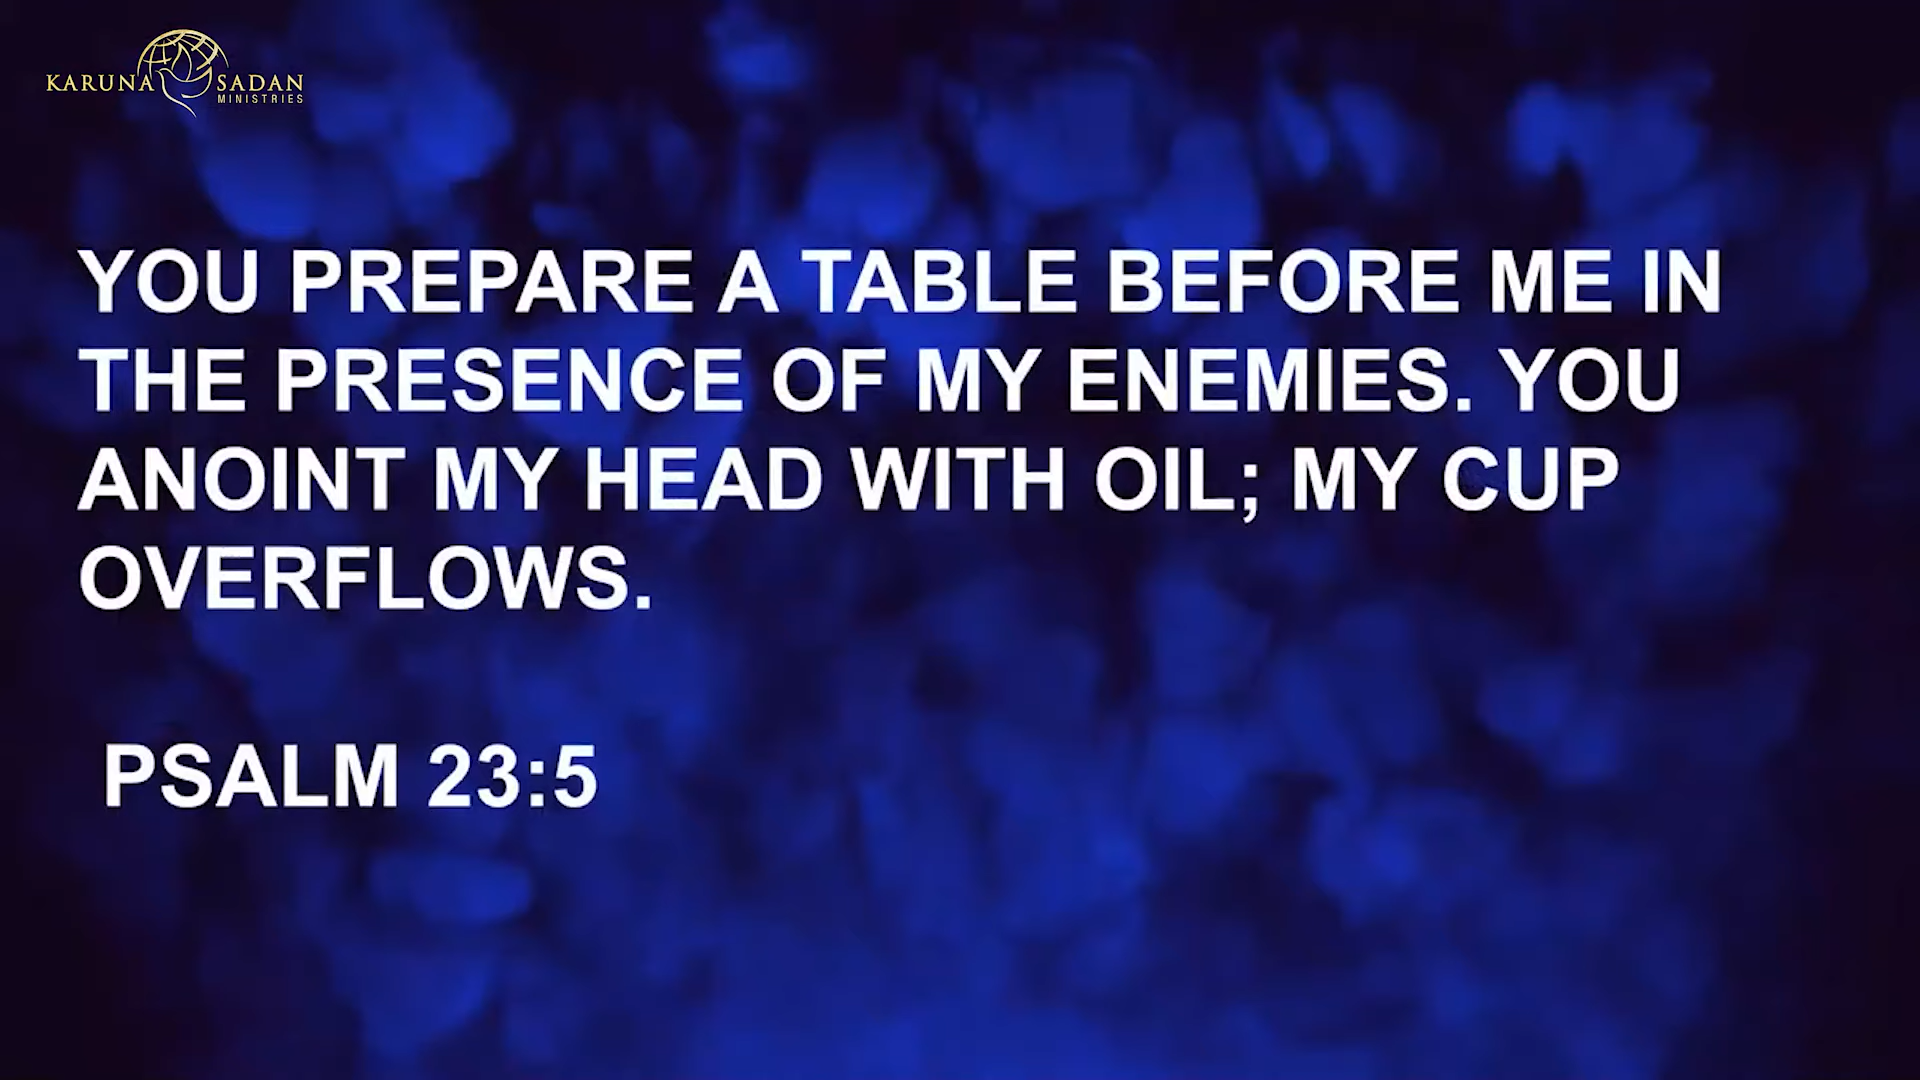 KARUNA SADAN
MINISTRIES
YOU PREPARE A TABLE BEFORE ME IN
THE PRESENCE OF MY ENEMIES. YOU
ANOINT MY HEAD WITH OIL; MY CUP
OVERFLOWS.
PSALM 23:5